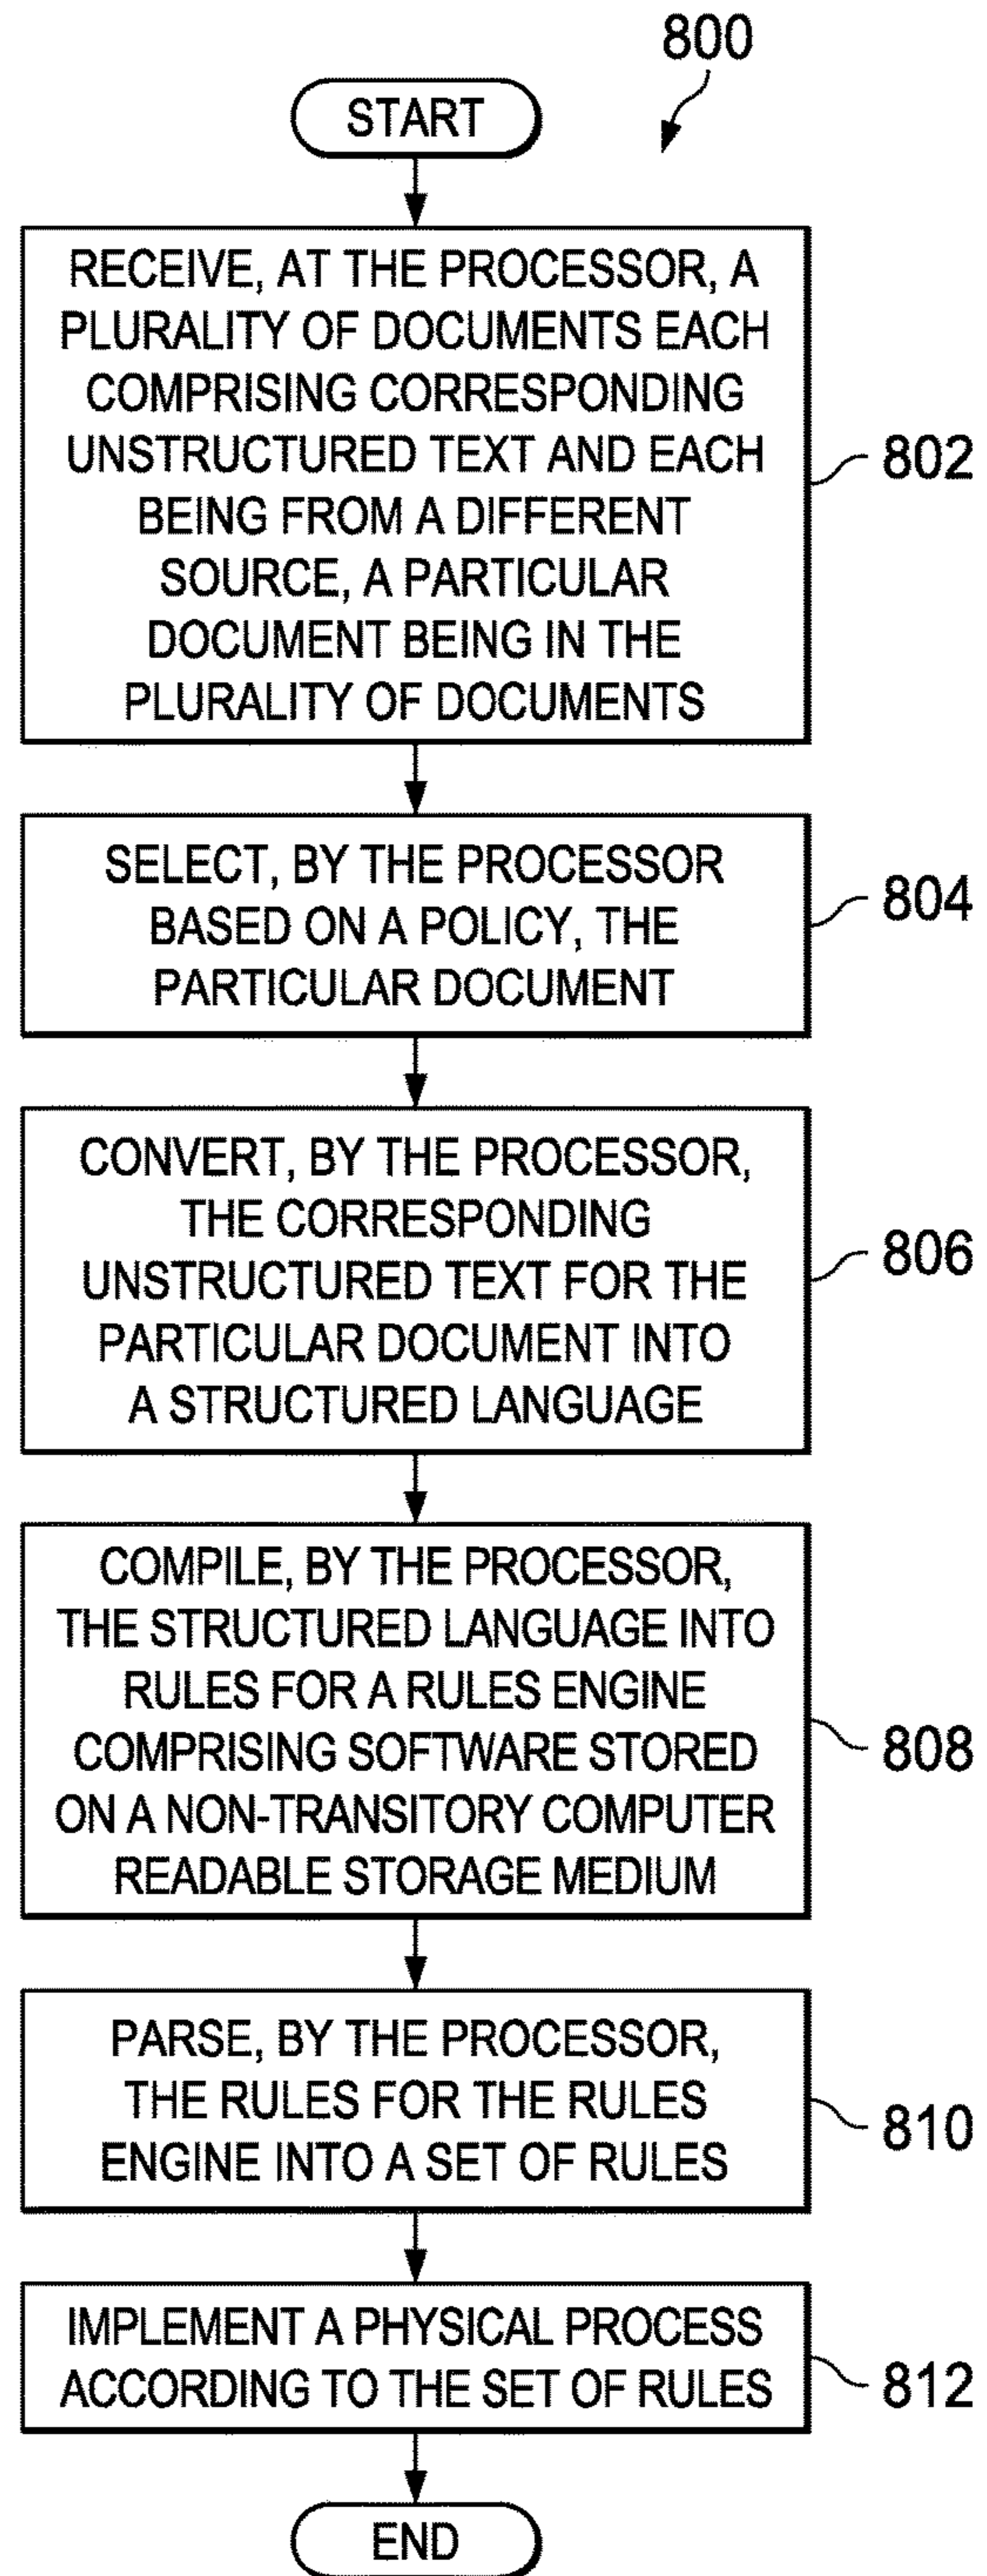 800
START
RECEIVE, AT THE PROCESSOR, A
PLURALITY OF DOCUMENTS EACH
COMPRISING CORRESPONDING
UNSTRUCTURED TEXT AND EACH
BEING FROM A DIFFERENT
SOURCE, A PARTICULAR
DOCUMENT BEING IN THE
PLURALITY OF DOCUMENTS
802
SELECT, BY THE PROCESSOR
BASED ON A POLICY, THE
PARTICULAR DOCUMENT
804
CONVERT, BY THE PROCESSOR,
THE CORRESPONDING
UNSTRUCTURED TEXT FOR THE
PARTICULAR DOCUMENT INTO
A STRUCTURED LANGUAGE
806
COMPILE, BY THE PROCESSOR,
THE STRUCTURED LANGUAGE INTO
RULES FOR A RULES ENGINE
COMPRISING SOFTWARE STORED
ON A NON-TRANSITORY COMPUTER
READABLE STORAGE MEDIUM
808
PARSE, BY THE PROCESSOR,
THE RULES FOR THE RULES
ENGINE INTO A SET OF RULES
810
IMPLEMENT A PHYSICAL PROCESS
ACCORDING TO THE SET OF RULES
812
END